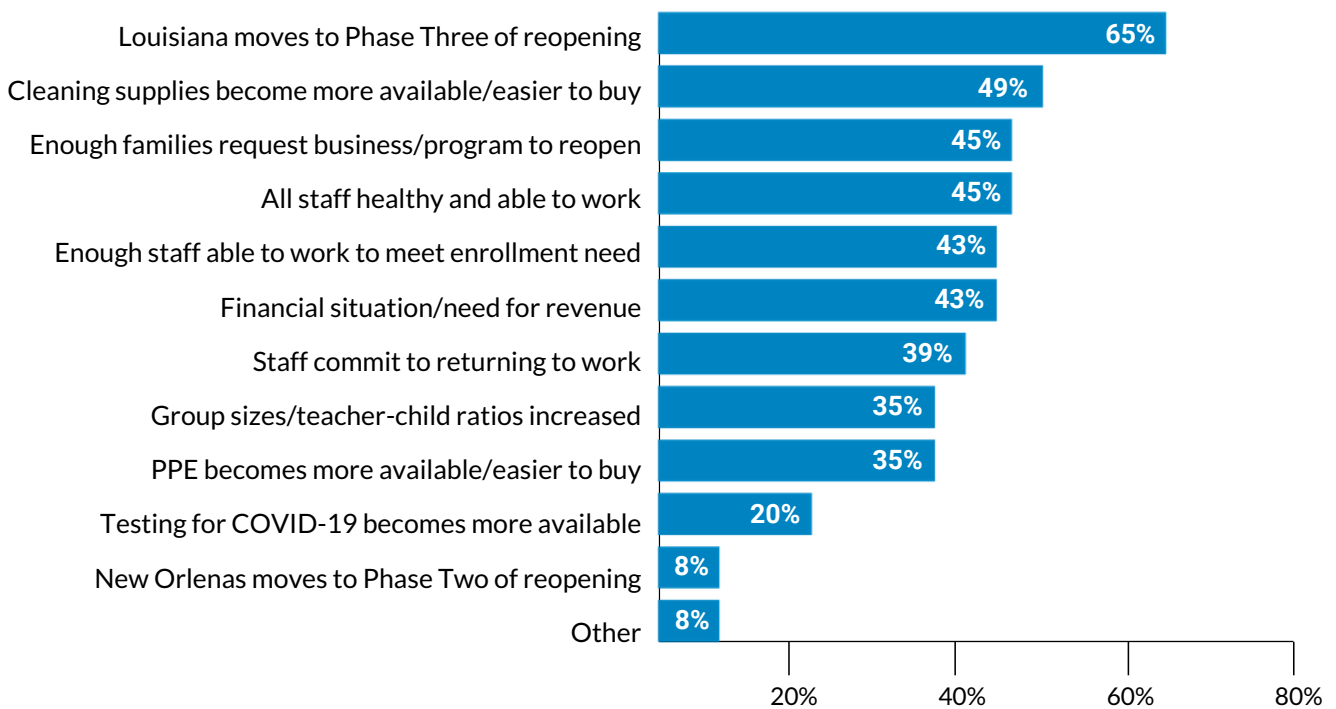 Louisiana moves to Phase Three of reopening 65%
Cleaning supplies become more available/easier to buy 49%
Enough families request business/program to reopen 45%
All staff healthy and able to work 45%
Enough staff able to work to meet enrollment need 43%
Financial situation/need for revenue 43%
Staff commit to returning to work 39%
Group sizes/teacher-child ratios increased 35%
PPE becomes more available/easier to buy 35%
Testing for COVID-19 becomes more available 20%
New Orlenas moves to Phase Two of reopening 8%
Other 8%
20% 40% 60% 80%